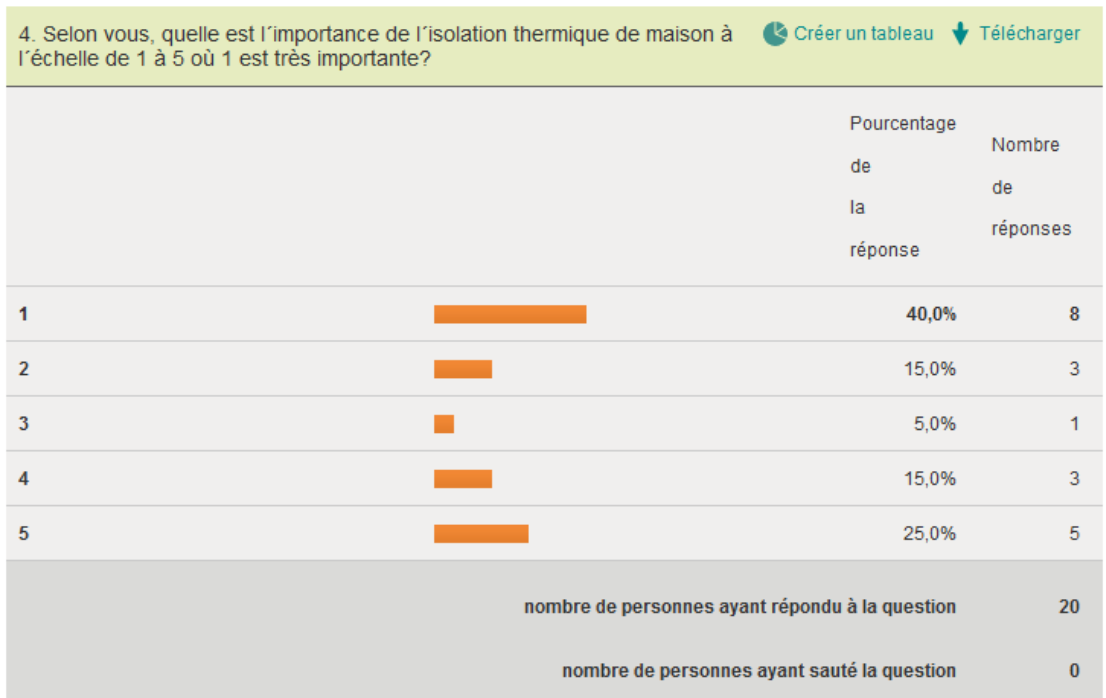 4. Selon vous, quelle est l´importance de l´isolation thermique de maison à
l´échelle de 1 à 5 où 1 est très importante?
Créer un tableau
Télécharger
Pourcentage
de
la
réponse
Nombre
de
réponses
1 40,0% 8
2 15,0% 3
3 5,0% 1
4 15,0% 3
5 25,0% 5
nombre de personnes ayant répondu à la question 20
nombre de personnes ayant sauté la question 0